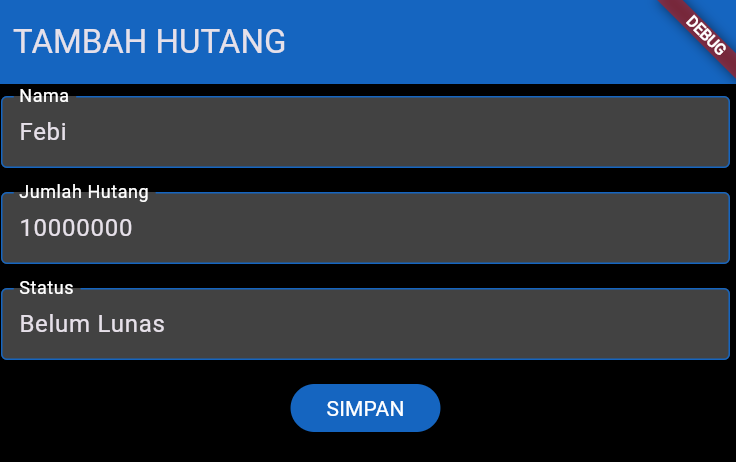 TAMBAH HUTANG
DEBUG
Nama
Febi
Jumlah Hutang
10000000
Status
Belum Lunas
SIMPAN